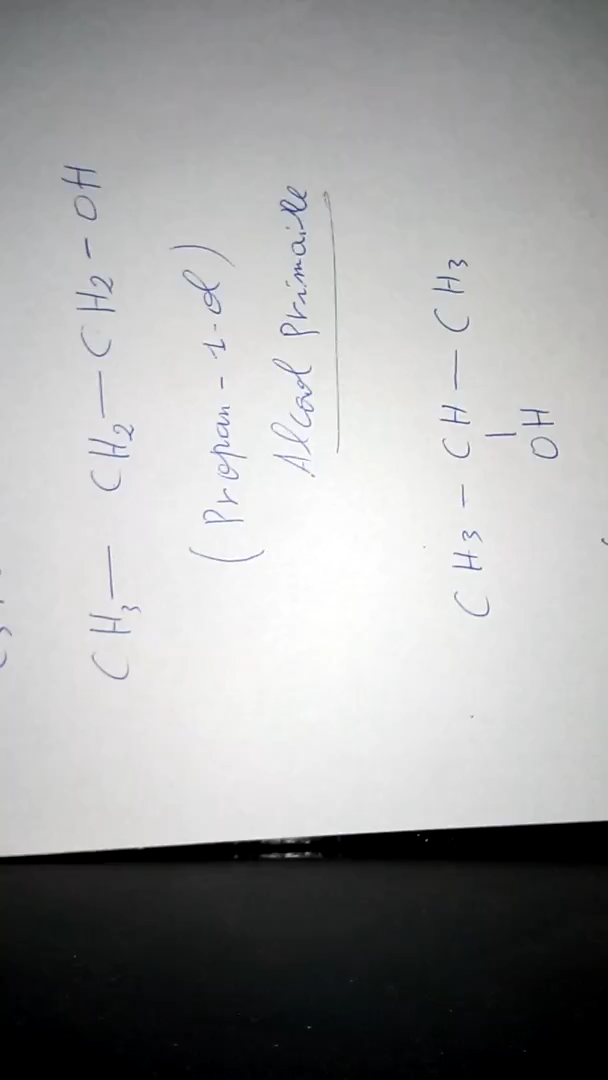 CH3 — CH2 — CH2 - OH
(Propan-1-ol)
Alcool Primaire
CH3 - CH — CH3
|
OH